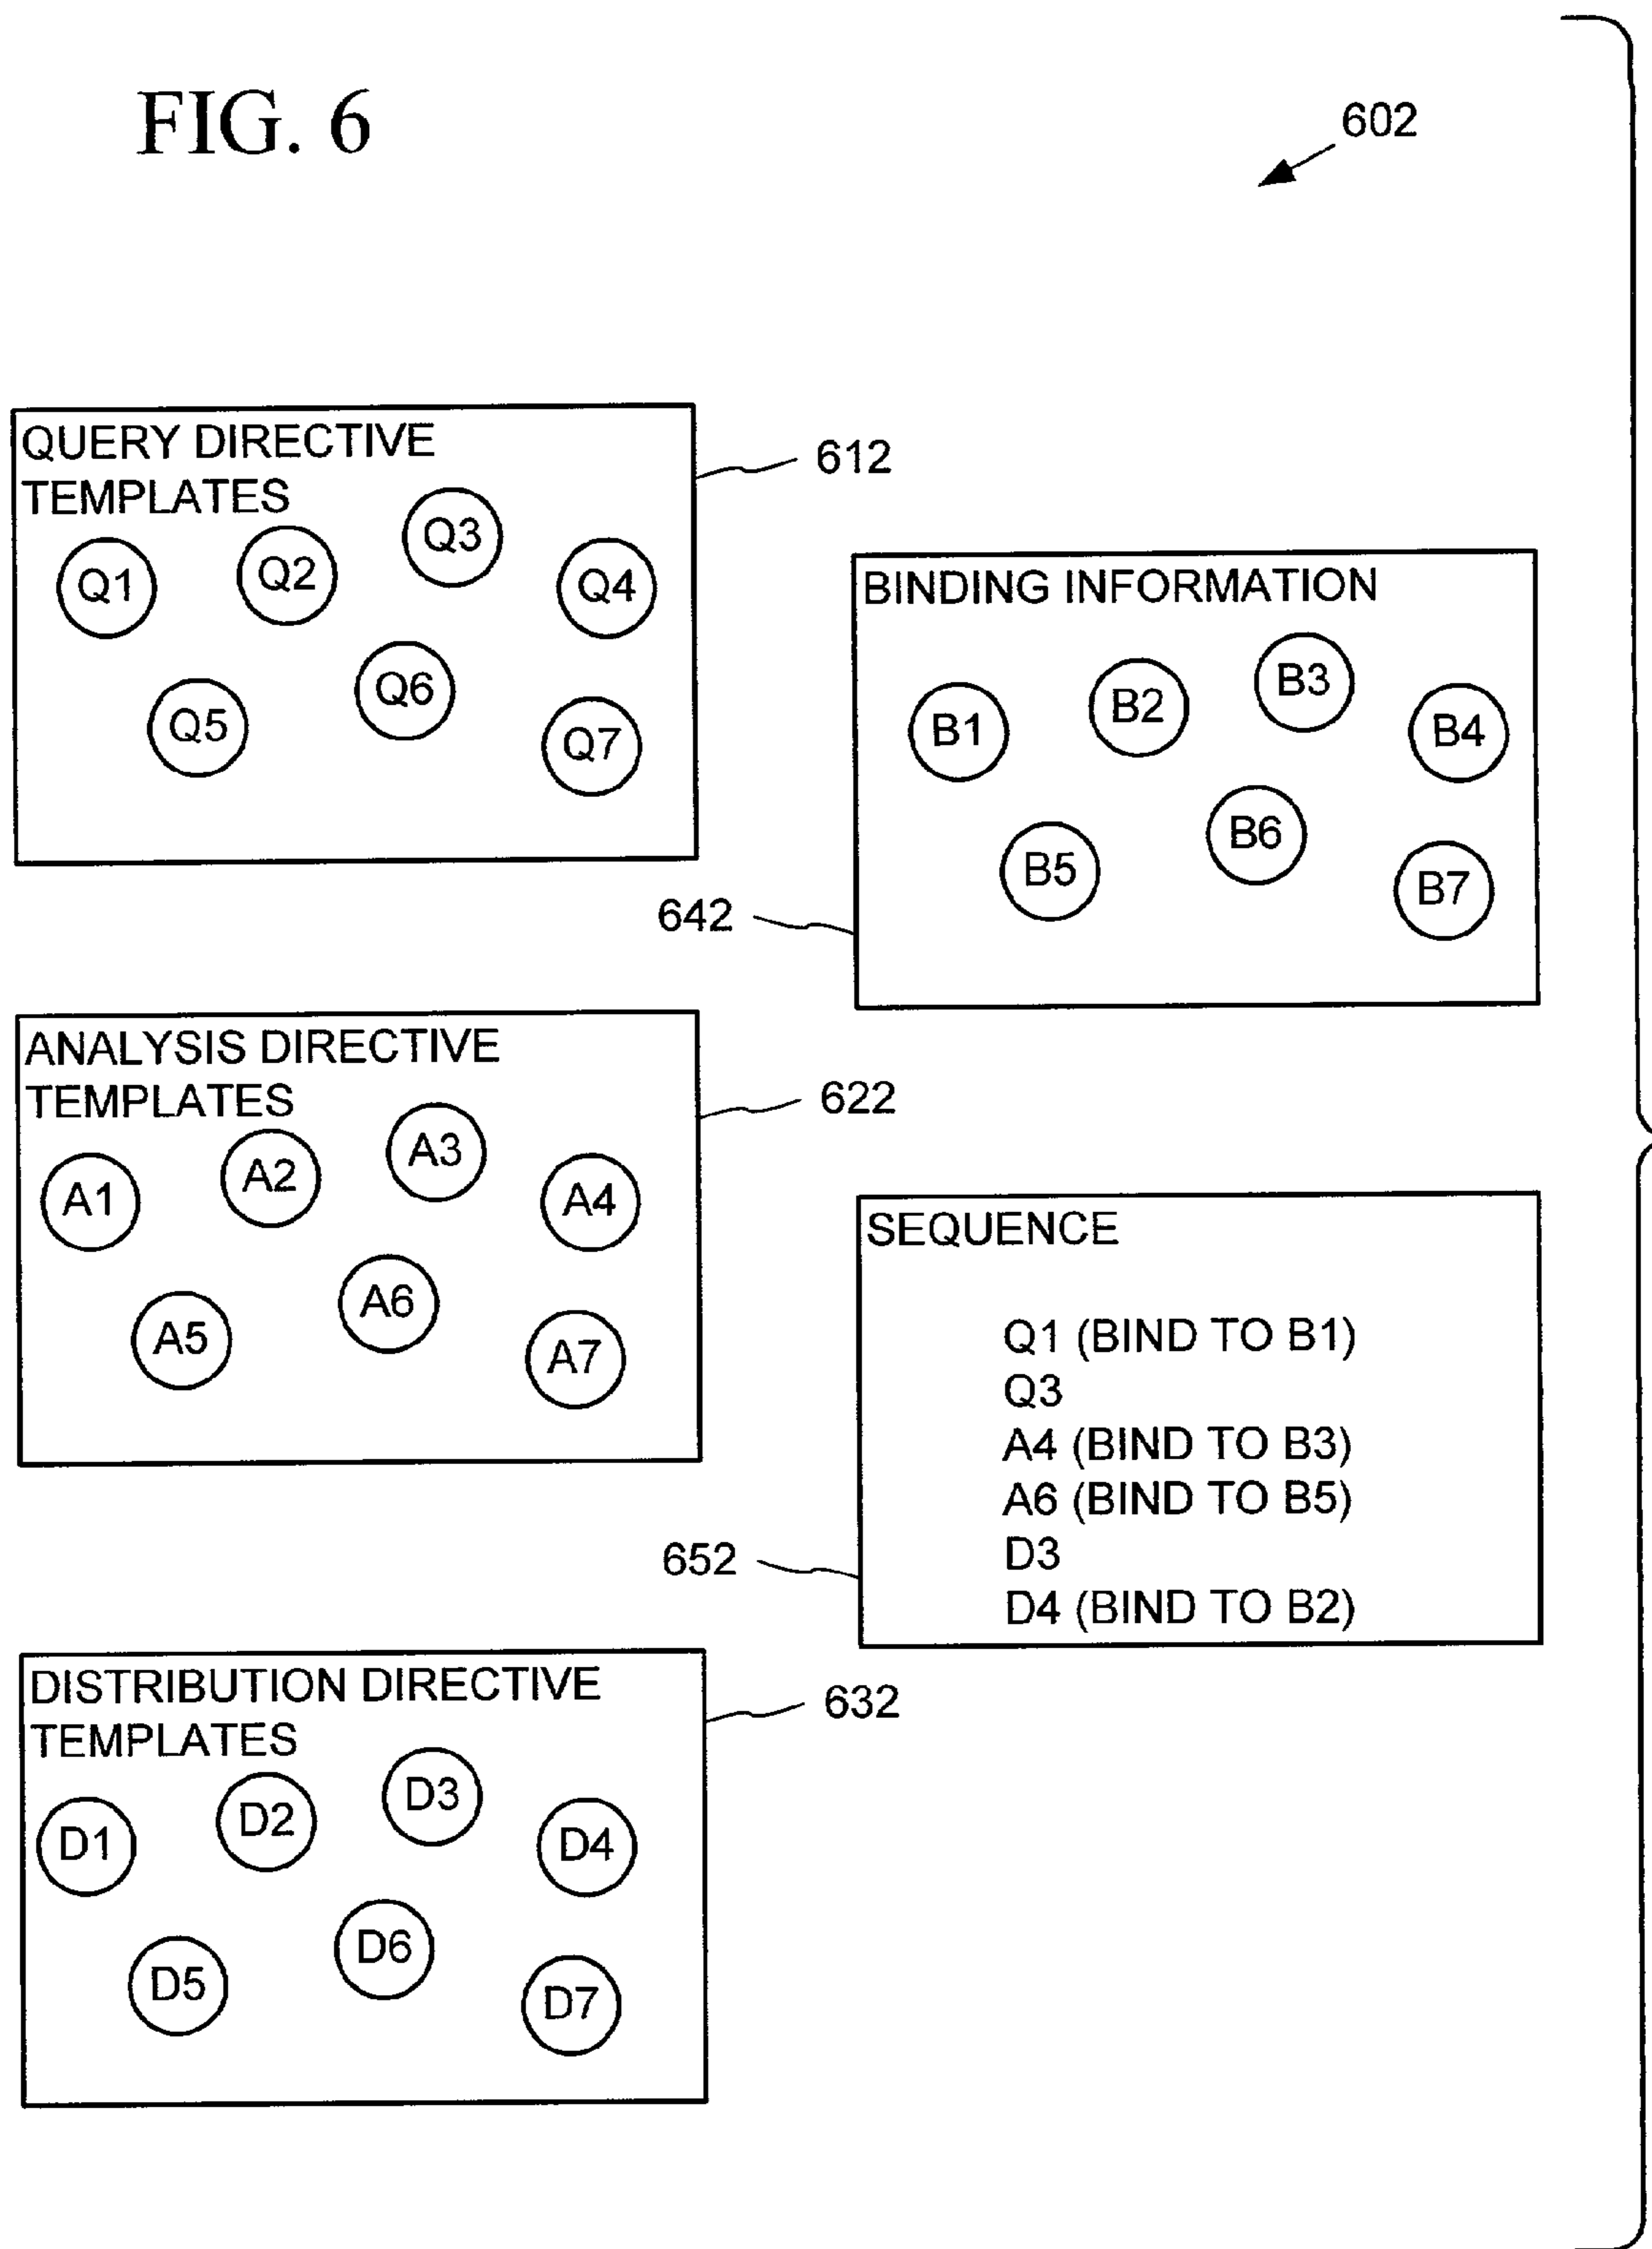 FIG. 6
602
QUERY DIRECTIVE
TEMPLATES
612
Q1
Q2
Q3
Q4
Q5
Q6
Q7
BINDING INFORMATION
B1
B2
B3
B4
B5
B6
B7
642
ANALYSIS DIRECTIVE
TEMPLATES
622
A1
A2
A3
A4
A5
A6
A7
SEQUENCE
Q1 (BIND TO B1)
Q3
A4 (BIND TO B3)
A6 (BIND TO B5)
D3
D4 (BIND TO B2)
652
DISTRIBUTION DIRECTIVE
TEMPLATES
632
D1
D2
D3
D4
D5
D6
D7